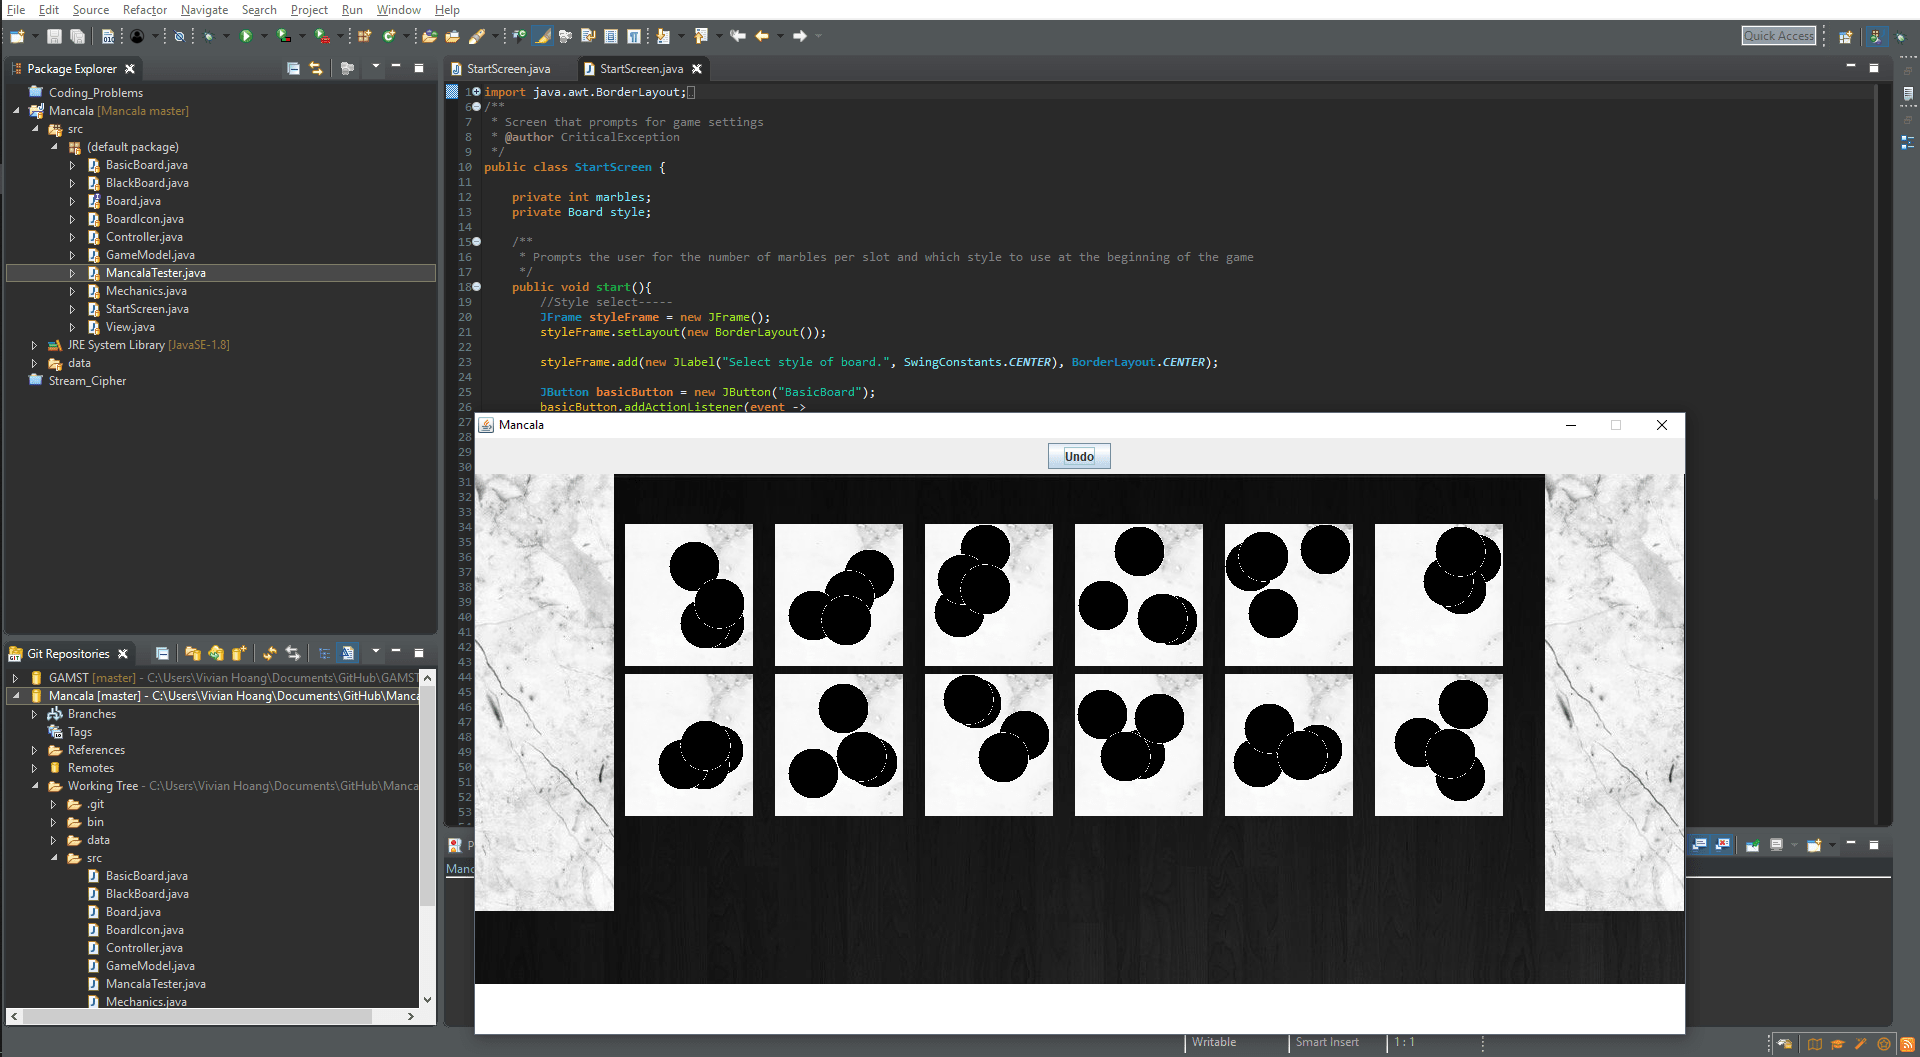 File Edit Source Refactor Navigate Search Project Run Window Help
Quick Access
Package Explorer
Coding_Problems
Mancala [Mancala master]
src
(default package)
BasicBoard.java
BlackBoard.java
Board.java
BoardIcon.java
Controller.java
GameModel.java
MancalaTester.java
Mechanics.java
StartScreen.java
View.java
JRE System Library [JavaSE-1.8]
data
Stream_Cipher
StartScreen.java
StartScreen.java
1 import java.awt.BorderLayout;
6 /**
7 * Screen that prompts for game settings
8 * @author CriticalException
9 */
10 public class StartScreen {
11
12 private int marbles;
13 private Board style;
14
15 /**
16 * Prompts the user for the number of marbles per slot and which style to use at the beginning of the game
17 */
18 public void start(){
19 //Style select-----
20 JFrame styleFrame = new JFrame();
21 styleFrame.setLayout(new BorderLayout());
22
23 styleFrame.add(new JLabel("Select style of board.", SwingConstants.CENTER), BorderLayout.CENTER);
24
25 JButton basicButton = new JButton("BasicBoard");
26 basicButton.addActionListener(event ->
27
28
29
30
31
32
33
34
35
36
37
38
39
40
41
42
43
44
45
46
47
48
49
50
51
52
53
Mancala
Undo
Git Repositories
GAMST [master] - C:\Users\Vivian Hoang\Documents\GitHub\GAMST
Mancala [master] - C:\Users\Vivian Hoang\Documents\GitHub\Manca
Branches
Tags
References
Remotes
Working Tree - C:\Users\Vivian Hoang\Documents\GitHub\Manca
.git
bin
data
src
BasicBoard.java
BlackBoard.java
Board.java
BoardIcon.java
Controller.java
GameModel.java
MancalaTester.java
Mechanics.java
P
Manc
Writable
Smart Insert
1 : 1